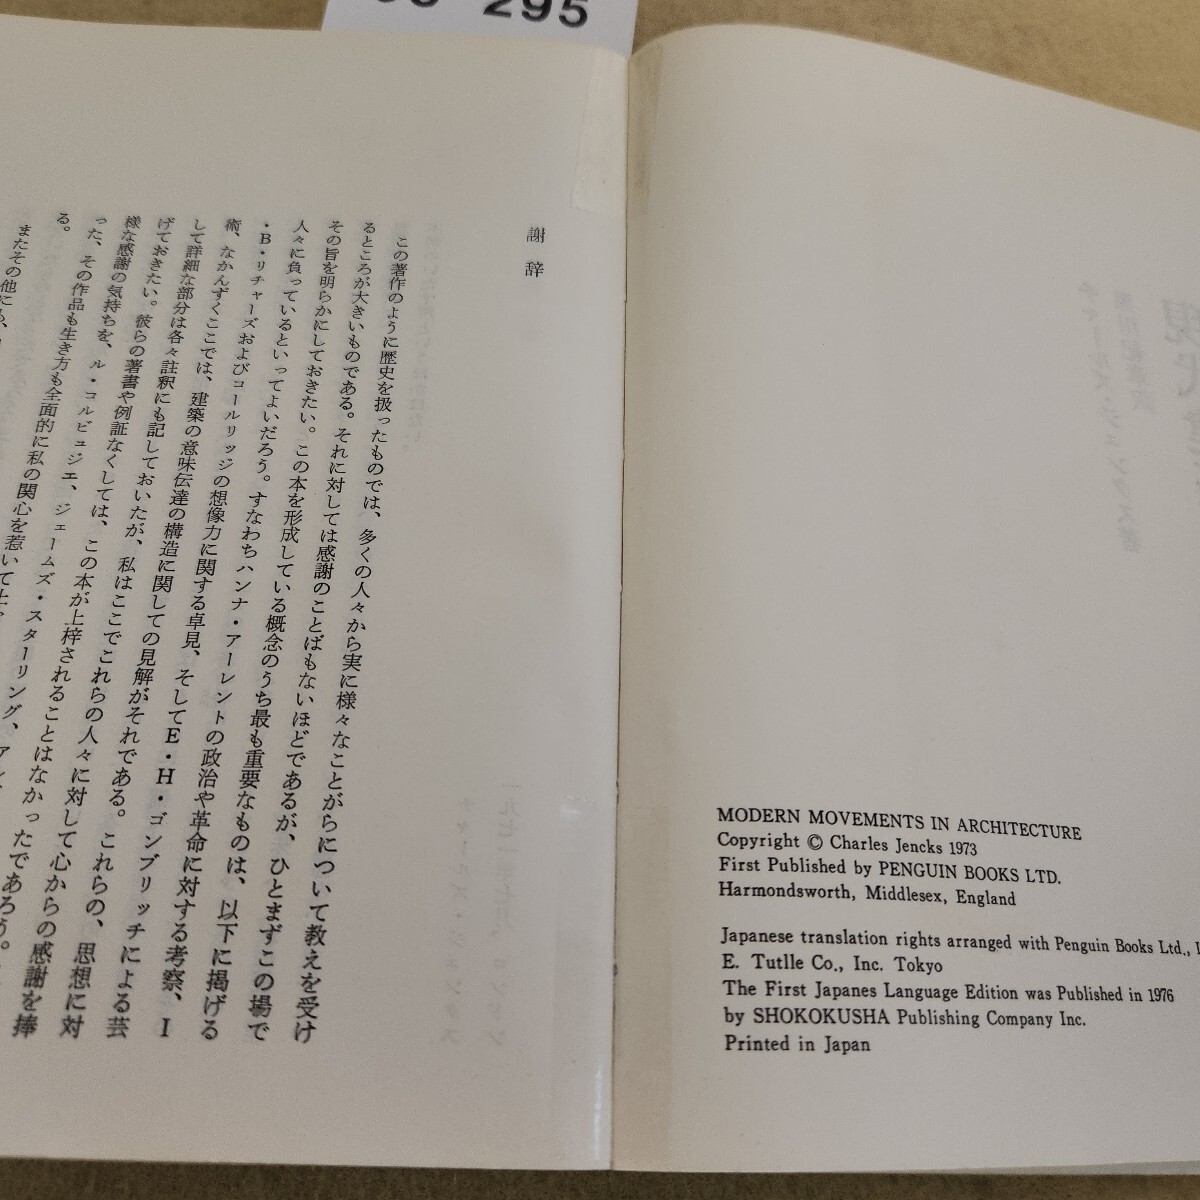 295
謝辞
この著作のように歴史を扱ったものでは、多くの人々から実に様々なことがらについて教えを受け
るところが大きいものである。それに対しては感謝のことばもないほどであるが、ひとまずこの場で
その旨を明らかにしておきたい。この本を形成している概念のうち最も重要なものは、以下に掲げる
人々に負っているといってよいだろう。すなわちハンナ・アーレントの政治や革命に対する考察、I
・B・リチャーズおよびコールリッジの想像力に関する卓見、そしてE・H・ゴンブリッチによる芸
術、なかんずくここでは、建築の意味伝達の構造に関しての見解がそれである。これらの、思想に対
して詳細な部分は各々註釈にも記しておいたが、私はここでこれらの人々に対して心からの感謝を捧
げておきたい。彼らの著書や例証なくしては、この本が上梓されることはなかったであろう。
様な感謝の気持ちを、ル・コルビュジエ、ジェームズ・スターリング、
った、その作品も生き方も全面的に私の関心を惹いて
る。
またその他にも、
MODERN MOVEMENTS IN ARCHITECTURE
Copyright © Charles Jencks 1973
First Published by PENGUIN BOOKS LTD.
Harmondsworth, Middlesex, England
Japanese translation rights arranged with Penguin Books Ltd.,
E. Tutlle Co., Inc. Tokyo
The First Japanes Language Edition was Published in 1976
by SHOKOKUSHA Publishing Company Inc.
Printed in Japan